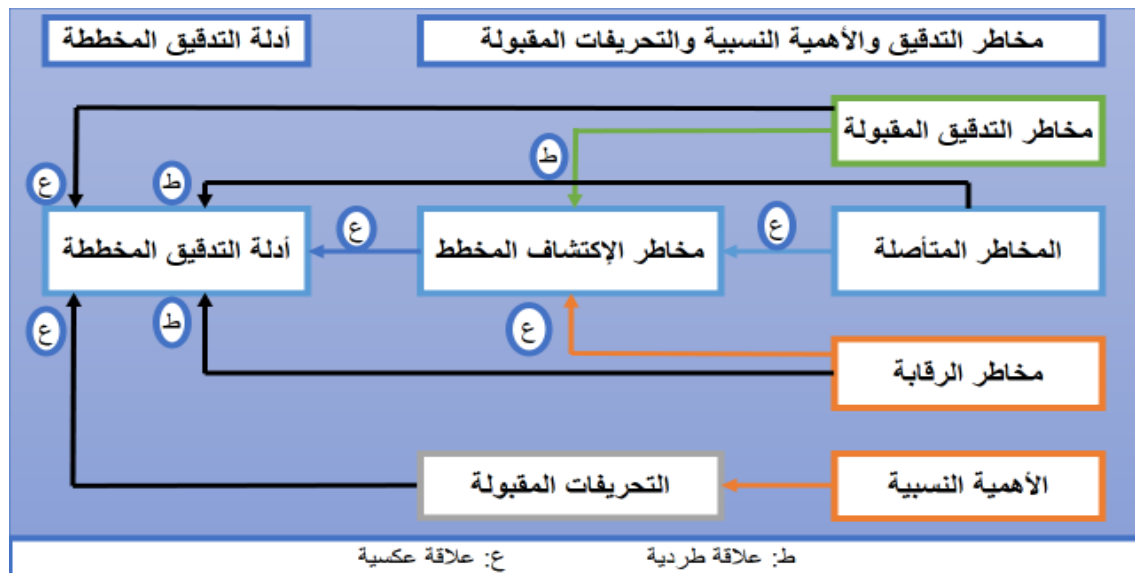 مخاطر التدقيق والأهمية النسبية والتحريفات المقبولة
أدلة التدقيق المخططة
مخاطر التدقيق المقبولة
ط
ط
ع
المخاطر المتأصلة
ع
مخاطر الإكتشاف المخطط
ع
أدلة التدقيق المخططة
ع
ط
ع
مخاطر الرقابة
الأهمية النسبية
التحريفات المقبولة
ط: علاقة طردية
ع: علاقة عكسية